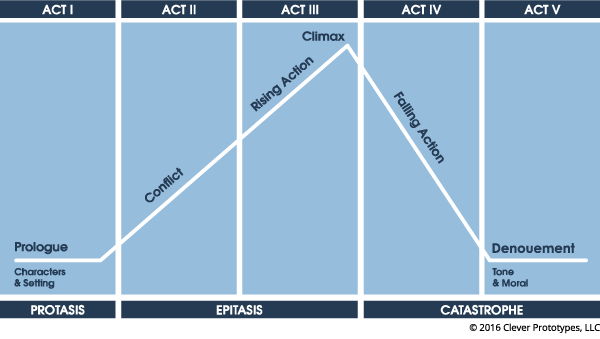 ACT I
ACT II
ACT III
ACT IV
ACT V
Climax
Rising Action
Falling Action
Conflict
Prologue
Denouement
Characters
& Setting
Tone
& Moral
PROTASIS
EPITASIS
CATASTROPHE
© 2016 Clever Prototypes, LLC